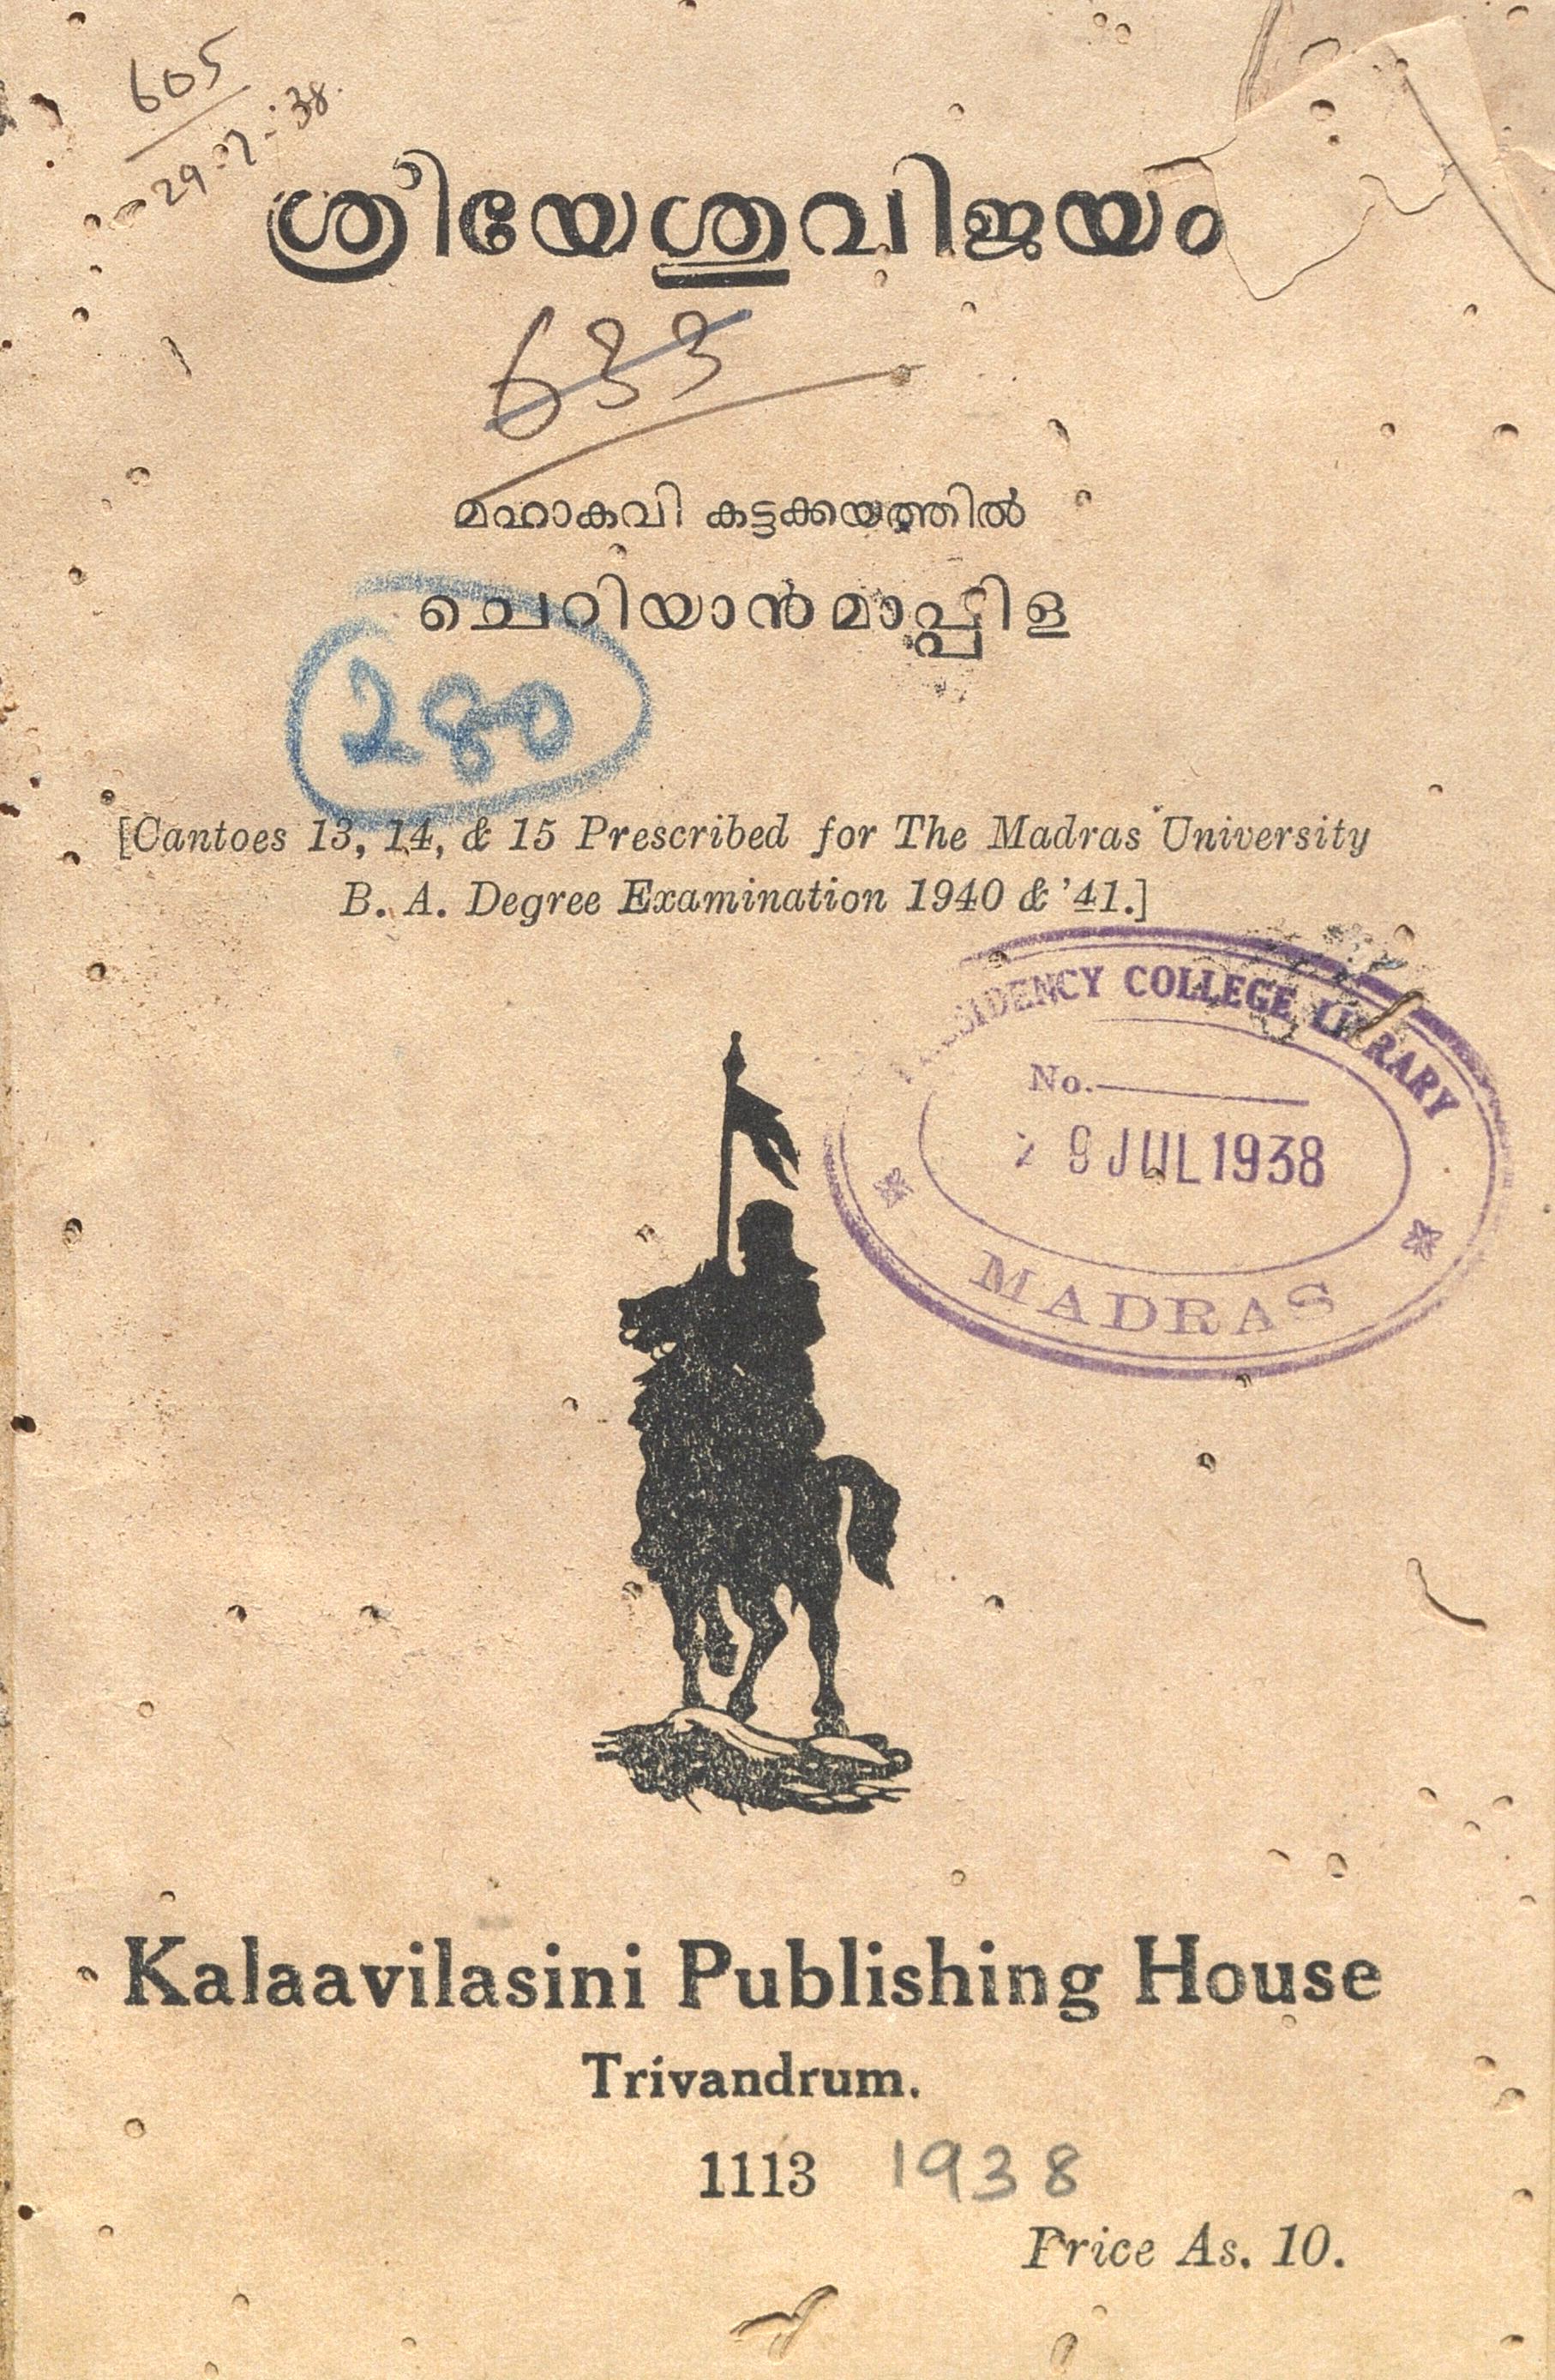 605
29.7.38.
ശ്രീയേശുവിജയം
633
മഹാകവി കട്ടക്കയത്തിൽ
ചെറിയാൻമാപ്പിള
280
[Cantoes 13, 14, & 15 Prescribed for The Madras University
B. A. Degree Examination 1940 & '41.]
COLLEGE LIBRARY
No.
29 JUL 1938
MADRAS
Kalaavilasini Publishing House
Trivandrum.
1113 1938
Price As. 10.